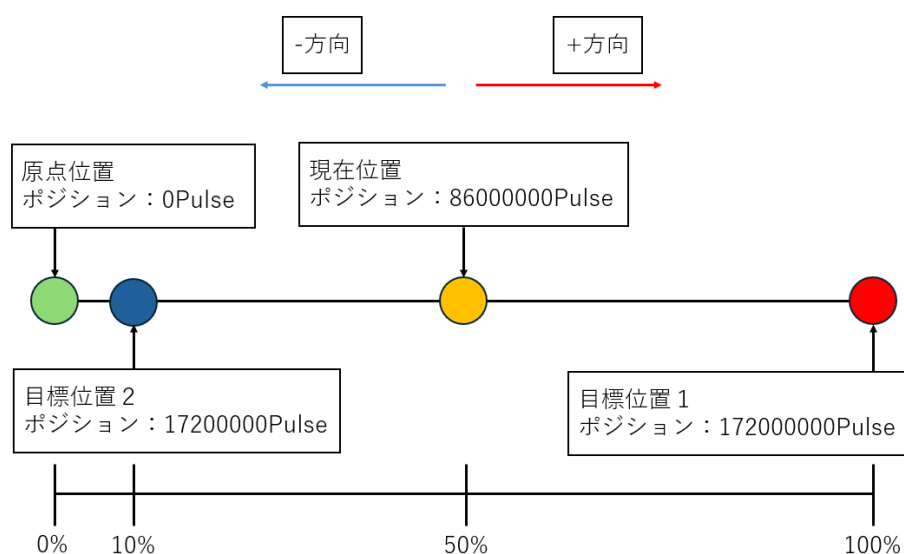 -方向
+方向
原点位置
ポジション：0Pulse
現在位置
ポジション：86000000Pulse
目標位置２
ポジション：17200000Pulse
目標位置１
ポジション：172000000Pulse
0%
10%
50%
100%